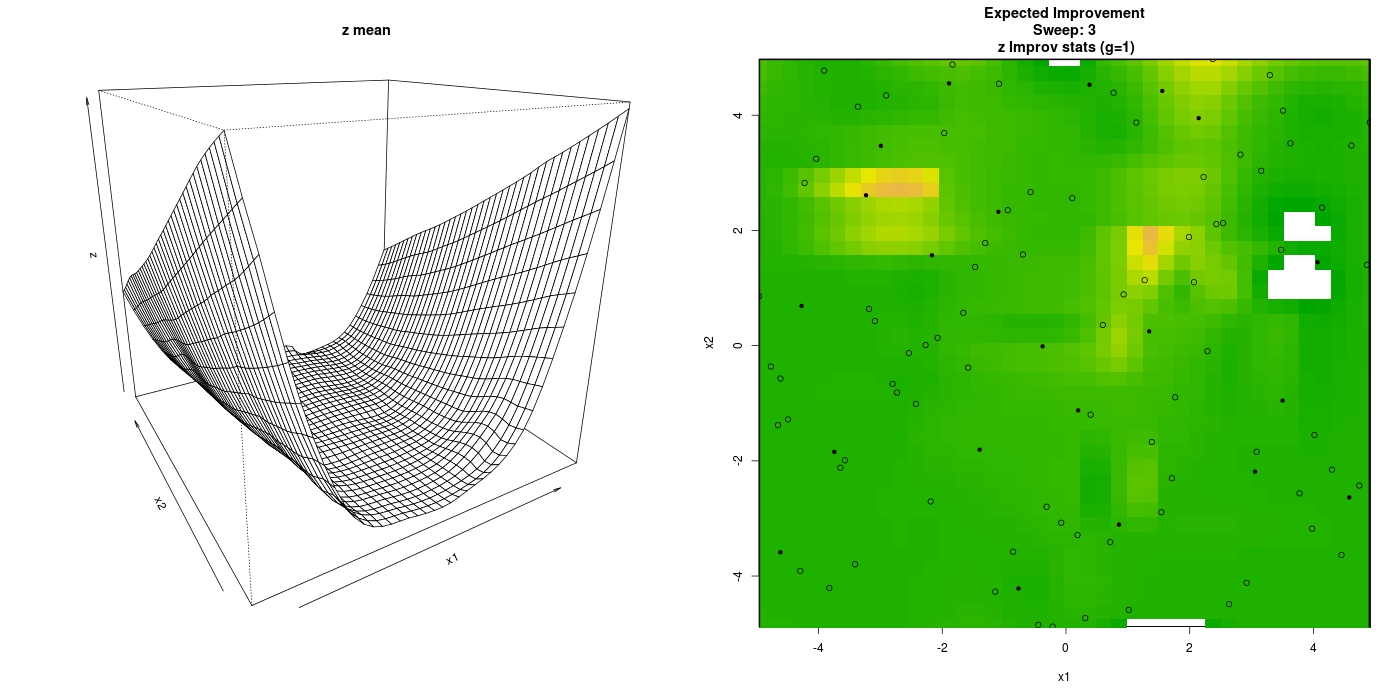 z mean
z
x2
x1
Expected Improvement
Sweep: 3
z Improv stats (g=1)
x2
4
2
0
-2
-4
-4
-2
0
2
4
x1